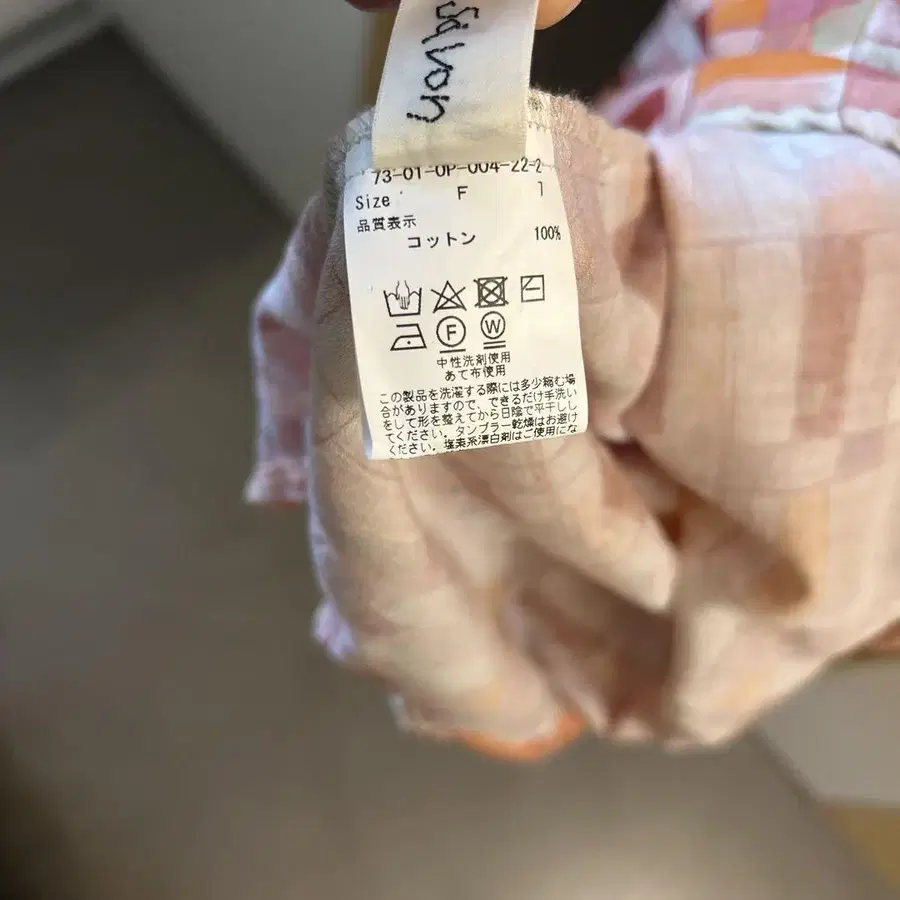 Savon
73-01-OP-004-22-2
Size F 1
品質表示
コットン 100%
F W
中性洗剤使用
あて布使用
この製品を洗濯する際には多少縮む場
合がありますので、できるだけ手洗い
をして形を整えてから日陰で平干しし
てください。タンブラー乾燥はお避け
ください。塩素系漂白剤はご使用にな